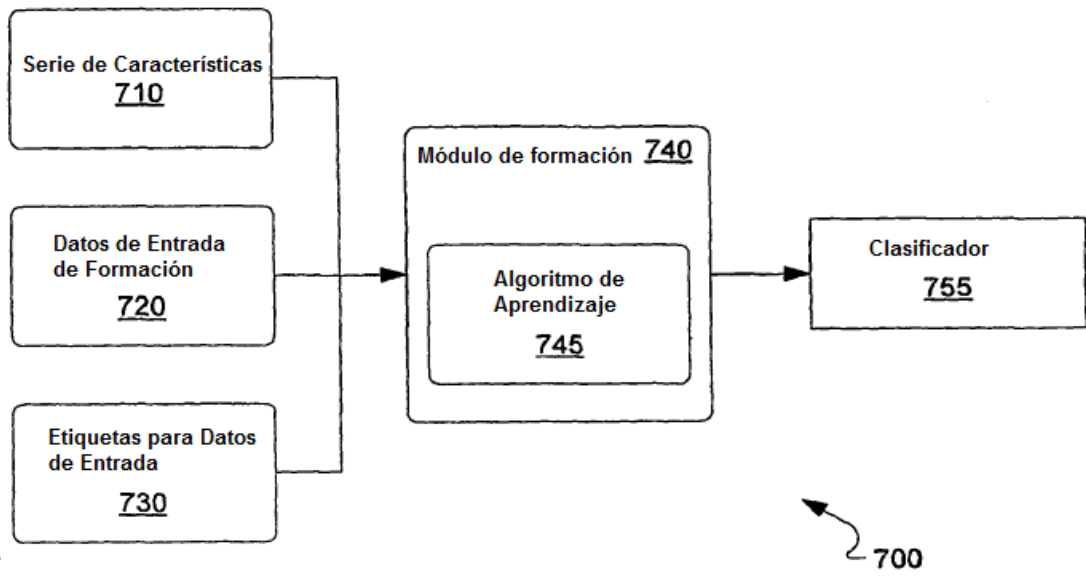 Serie de Características
710
Datos de Entrada
de Formación
720
Etiquetas para Datos
de Entrada
730
Módulo de formación 740
Algoritmo de
Aprendizaje
745
Clasificador
755
700